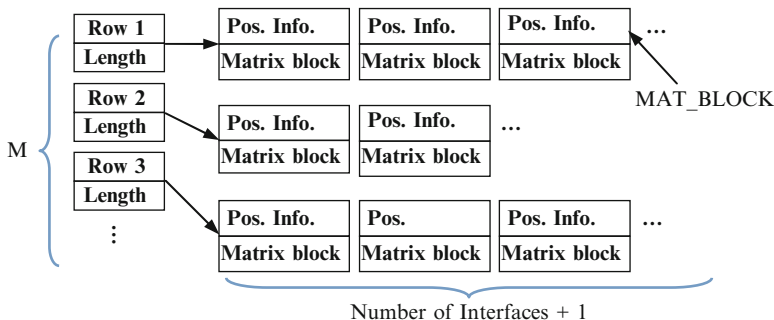 Row 1
Length
Pos. Info.
Matrix block
Pos. Info.
Matrix block
Pos. Info.
Matrix block
...
MAT_BLOCK
M
Row 2
Length
Pos. Info.
Matrix block
Pos. Info.
Matrix block
...
Row 3
Length
⋮
Pos. Info.
Matrix block
Pos.
Matrix block
Pos. Info.
Matrix block
...
Number of Interfaces + 1